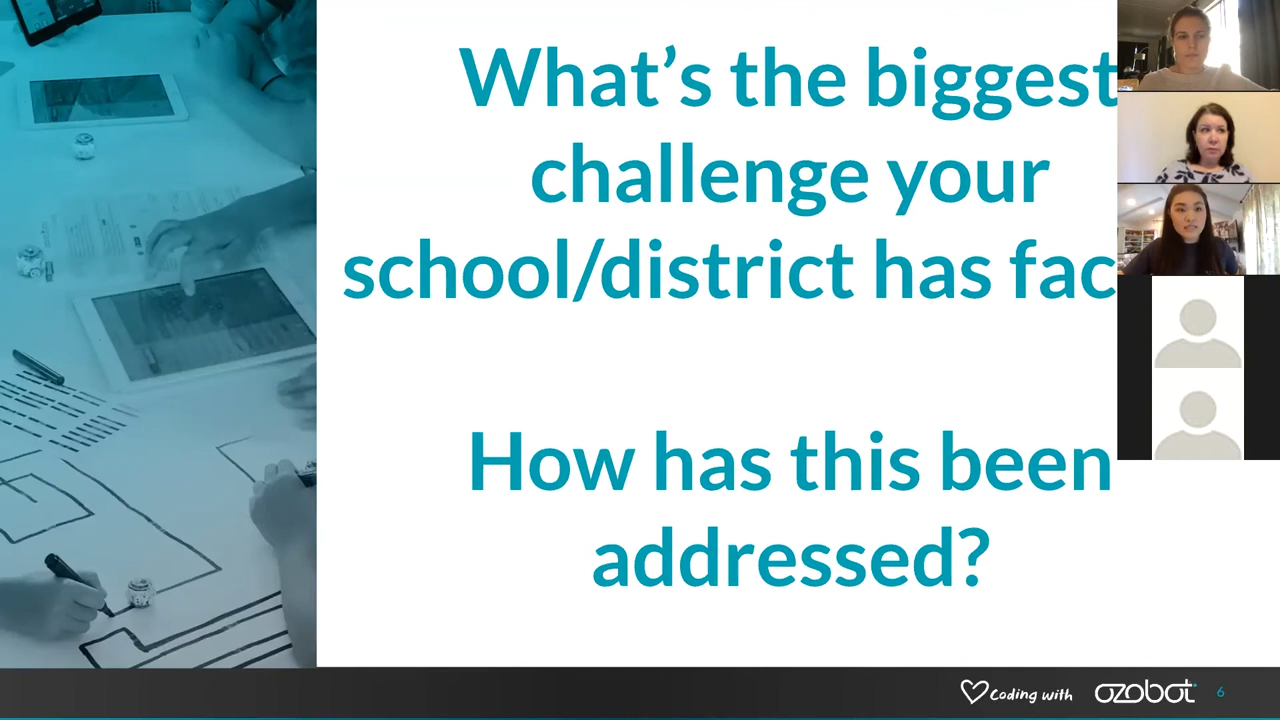 What's the biggest
challenge your
school/district has fac
How has this been
addressed?
Coding with
ozobot
6